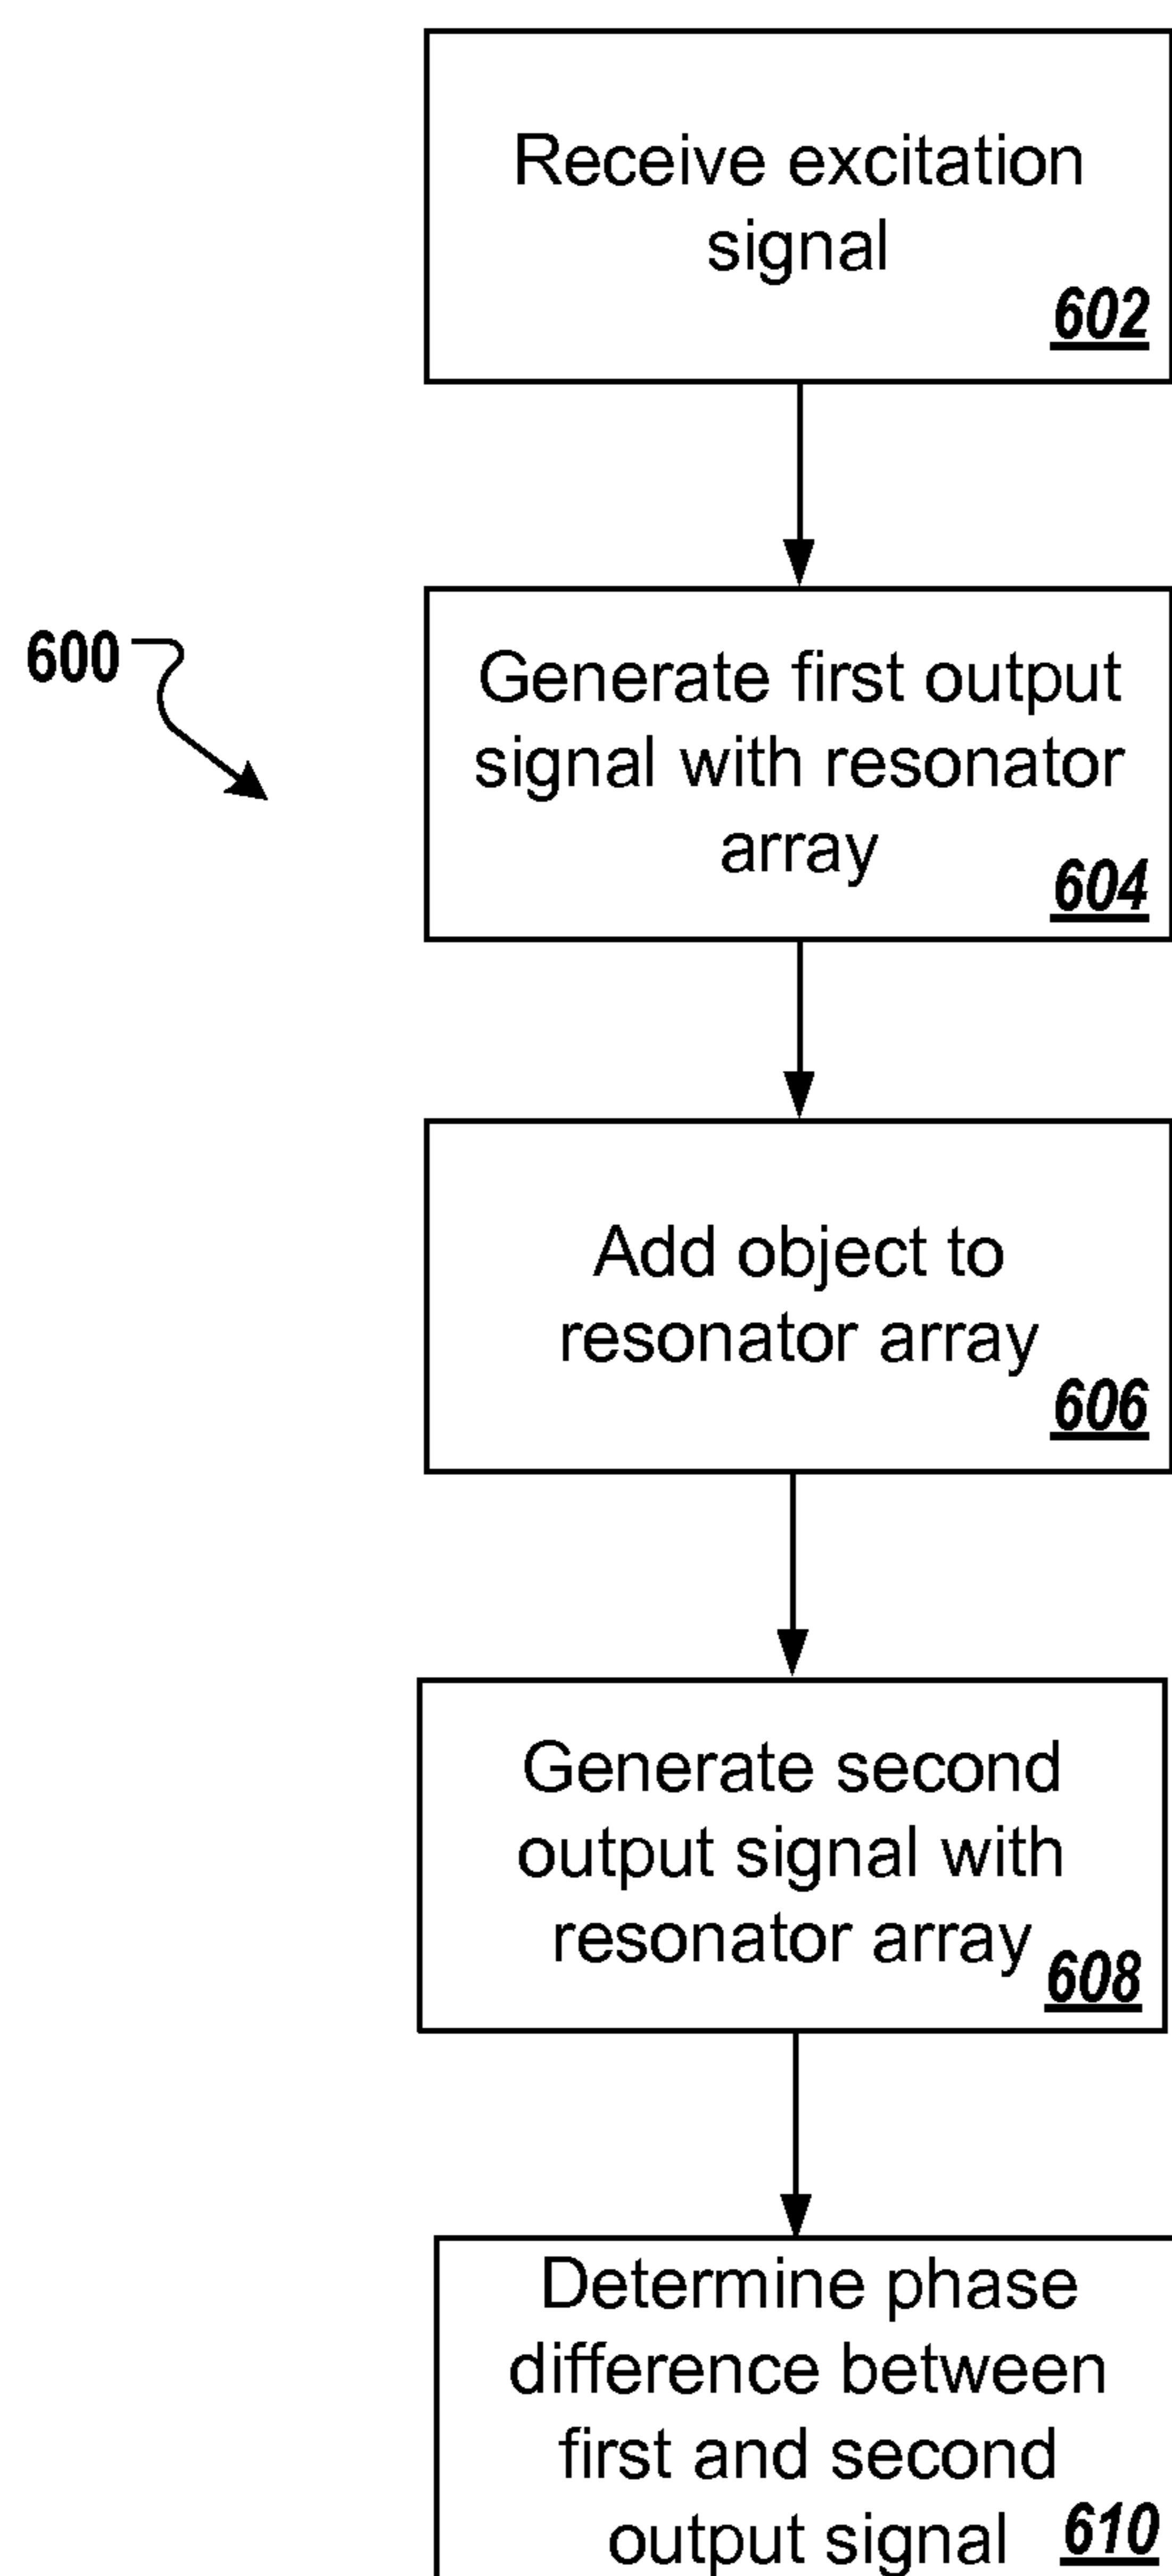 Receive excitation
signal
602
600
Generate first output
signal with resonator
array
604
Add object to
resonator array
606
Generate second
output signal with
resonator array
608
Determine phase
difference between
first and second
output signal
610